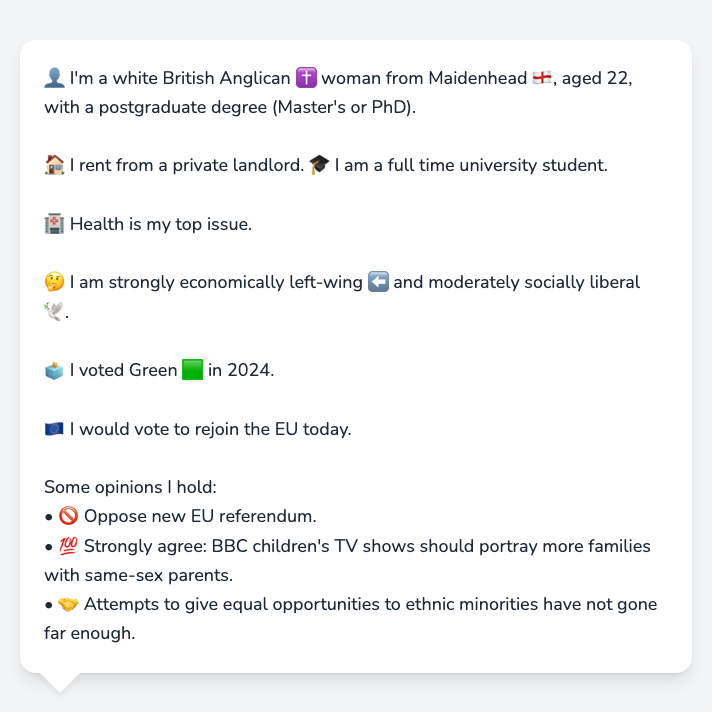 👤 I'm a white British Anglican ✝️ woman from Maidenhead 🏴󠁧󠁢󠁥󠁮󠁧󠁿, aged 22,
with a postgraduate degree (Master's or PhD).
🏠 I rent from a private landlord. 🎓 I am a full time university student.
🏥 Health is my top issue.
🤔 I am strongly economically left-wing ⬅️ and moderately socially liberal
🕊️.
🗳️ I voted Green 🟩 in 2024.
🇪🇺 I would vote to rejoin the EU today.
Some opinions I hold:
• 🚫 Oppose new EU referendum.
• 💯 Strongly agree: BBC children's TV shows should portray more families
with same-sex parents.
• 🤝 Attempts to give equal opportunities to ethnic minorities have not gone
far enough.